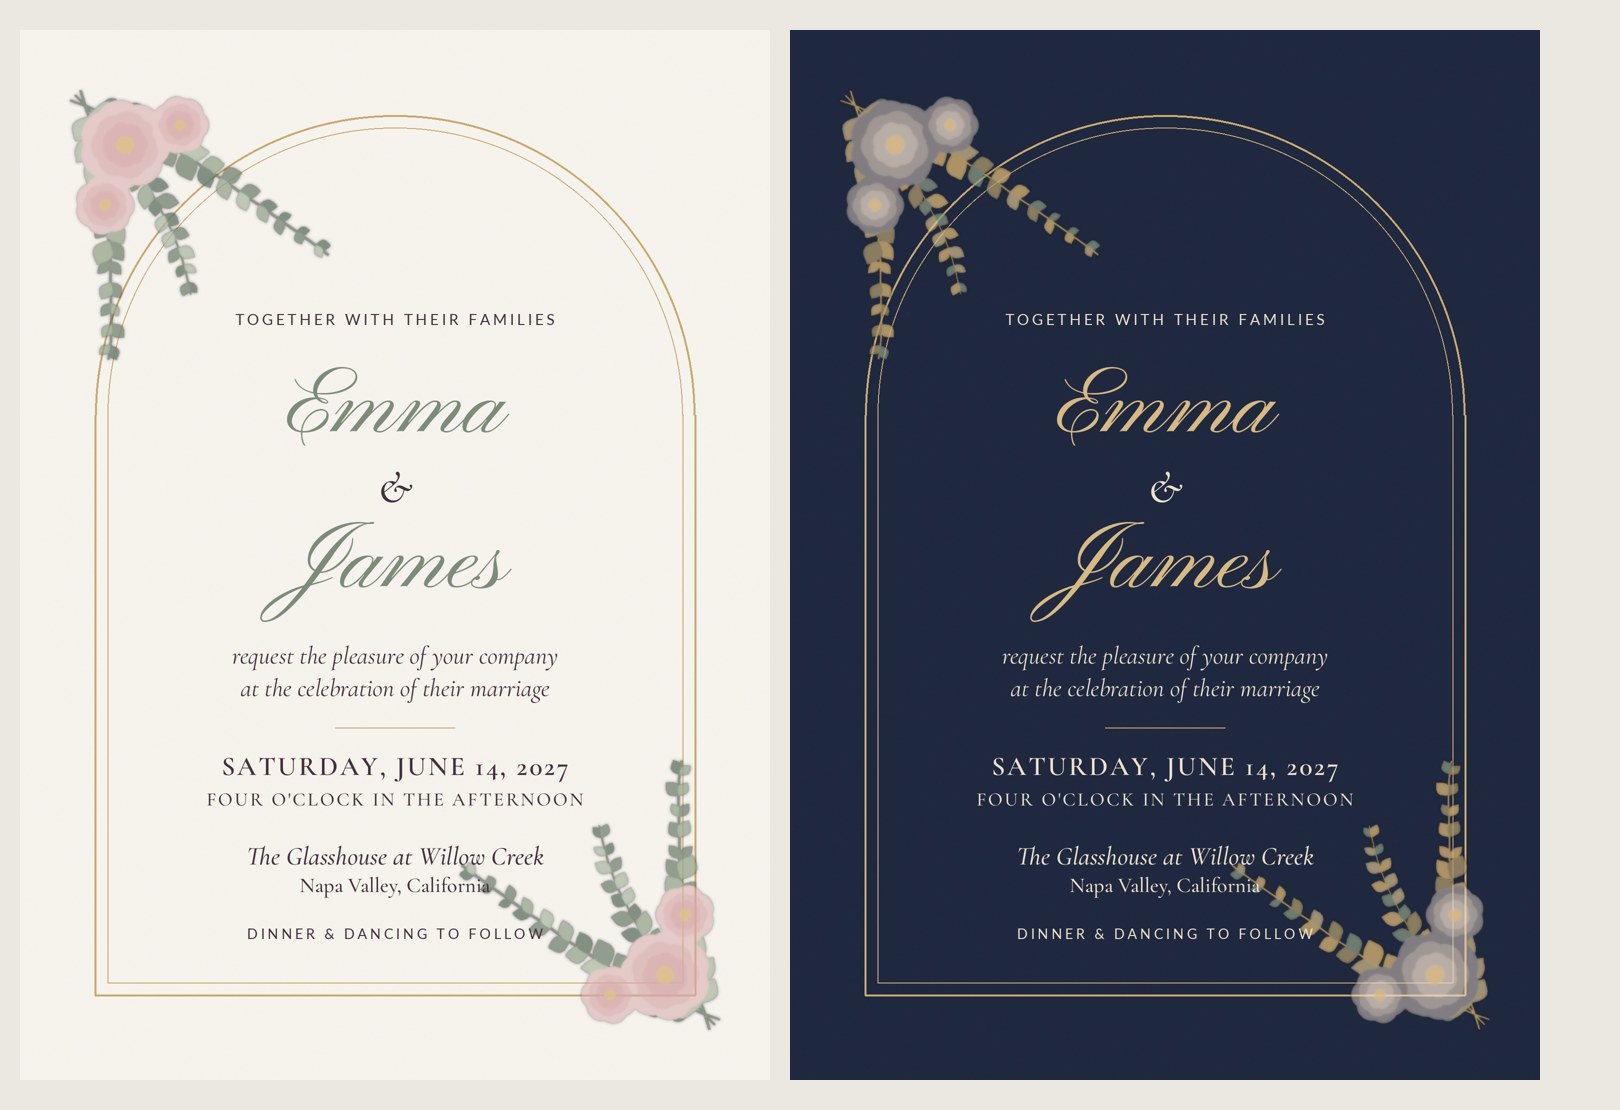 TOGETHER WITH THEIR FAMILIES
Emma
&
James
request the pleasure of your company
at the celebration of their marriage
SATURDAY, JUNE 14, 2027
FOUR O'CLOCK IN THE AFTERNOON
The Glasshouse at Willow Creek
Napa Valley, California
DINNER & DANCING TO FOLLOW
TOGETHER WITH THEIR FAMILIES
Emma
&
James
request the pleasure of your company
at the celebration of their marriage
SATURDAY, JUNE 14, 2027
FOUR O'CLOCK IN THE AFTERNOON
The Glasshouse at Willow Creek
Napa Valley, California
DINNER & DANCING TO FOLLOW